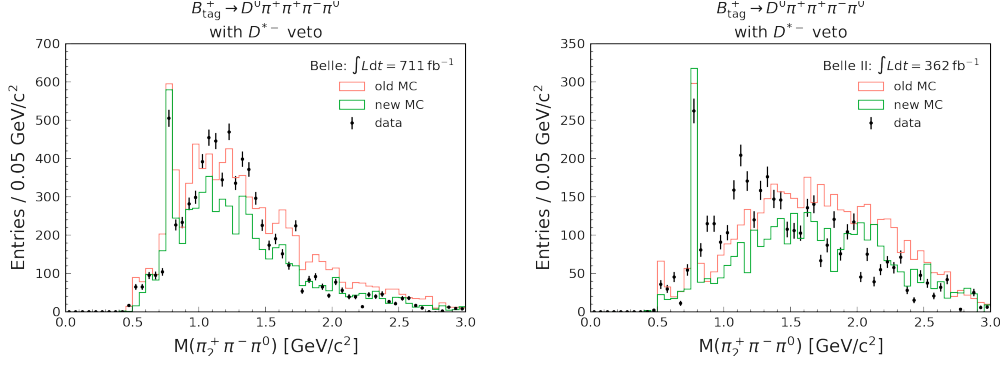 B⁺tag → D⁰π⁺π⁺π⁻π⁰
with D*⁻ veto
700
600
500
400
300
200
100
0
Entries / 0.05 GeV/c²
Belle: ∫Ldt = 711 fb⁻¹
old MC
new MC
data
0.0 0.5 1.0 1.5 2.0 2.5 3.0
M(π₂⁺π⁻π⁰) [GeV/c²]
B⁺tag → D⁰π⁺π⁺π⁻π⁰
with D*⁻ veto
350
300
250
200
150
100
50
0
Entries / 0.05 GeV/c²
Belle II: ∫Ldt = 362 fb⁻¹
old MC
new MC
data
0.0 0.5 1.0 1.5 2.0 2.5 3.0
M(π₂⁺π⁻π⁰) [GeV/c²]